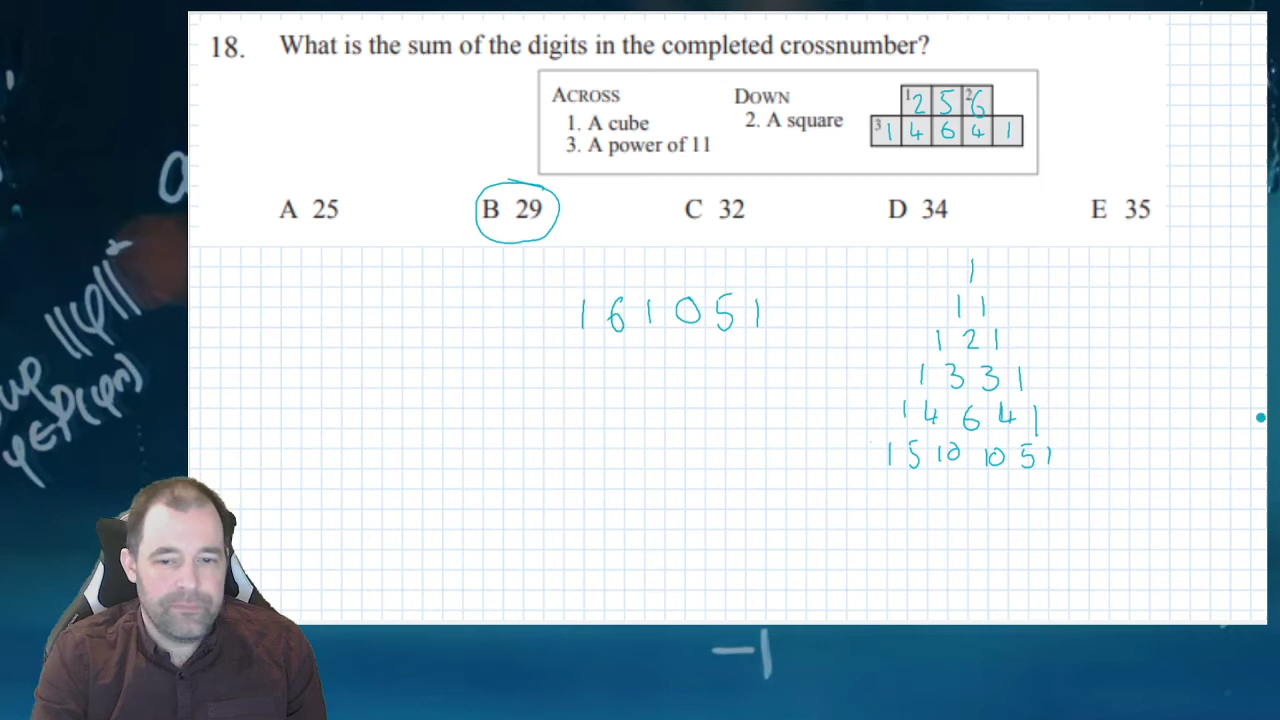 18. What is the sum of the digits in the completed crossnumber?
ACROSS
1. A cube
3. A power of 11
DOWN
2. A square
1 2 5 2 6
3 1 4 6 4 1
A 25 B 29 C 32 D 34 E 35
1 6 1 0 5 1
1
1 1
1 2 1
1 3 3 1
1 4 6 4 1
1 5 10 10 5 1
||φ||
γ∈P(φn)
-1